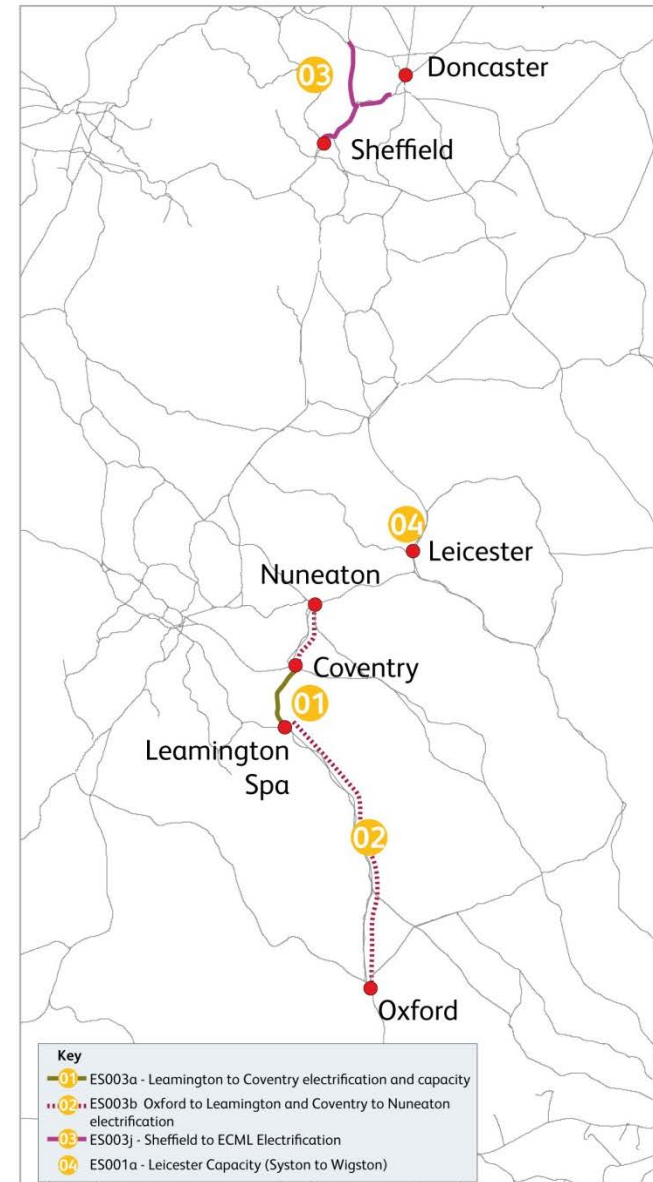 03
Doncaster
Sheffield
04
Leicester
Nuneaton
Coventry
01
Leamington
Spa
02
Oxford
Key
01 ES003a - Leamington to Coventry electrification and capacity
02 ES003b Oxford to Leamington and Coventry to Nuneaton
electrification
03 ES003j - Sheffield to ECML Electrification
04 ES001a - Leicester Capacity (Syston to Wigston)